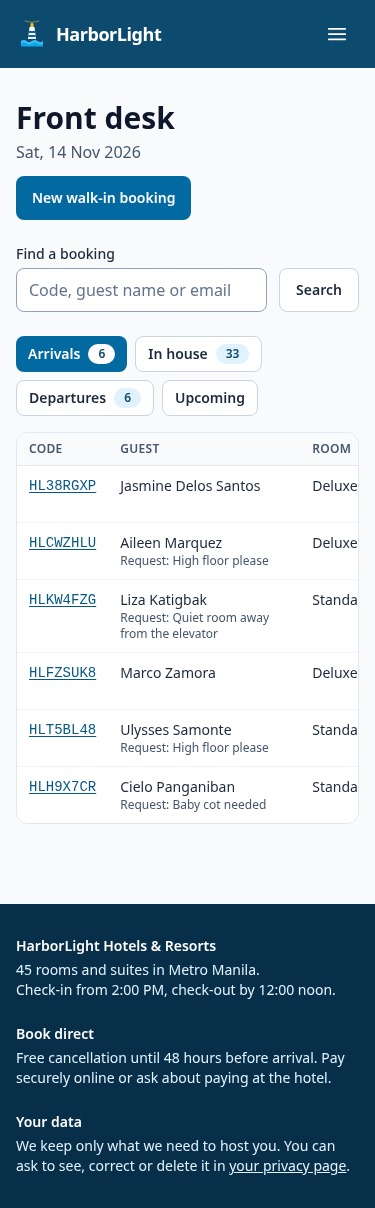 HarborLight
Front desk
Sat, 14 Nov 2026
New walk-in booking
Find a booking
Code, guest name or email
Search
Arrivals 6
In house 33
Departures 6
Upcoming
CODE GUEST ROOM
HL38RGXP Jasmine Delos Santos Deluxe
HLCWZHLU Aileen Marquez Deluxe
Request: High floor please
HLKW4FZG Liza Katigbak Standa
Request: Quiet room away
from the elevator
HLFZSUK8 Marco Zamora Deluxe
HLT5BL48 Ulysses Samonte Standa
Request: High floor please
HLH9X7CR Cielo Panganiban Standa
Request: Baby cot needed
HarborLight Hotels & Resorts
45 rooms and suites in Metro Manila.
Check-in from 2:00 PM, check-out by 12:00 noon.
Book direct
Free cancellation until 48 hours before arrival. Pay
securely online or ask about paying at the hotel.
Your data
We keep only what we need to host you. You can
ask to see, correct or delete it in your privacy page.